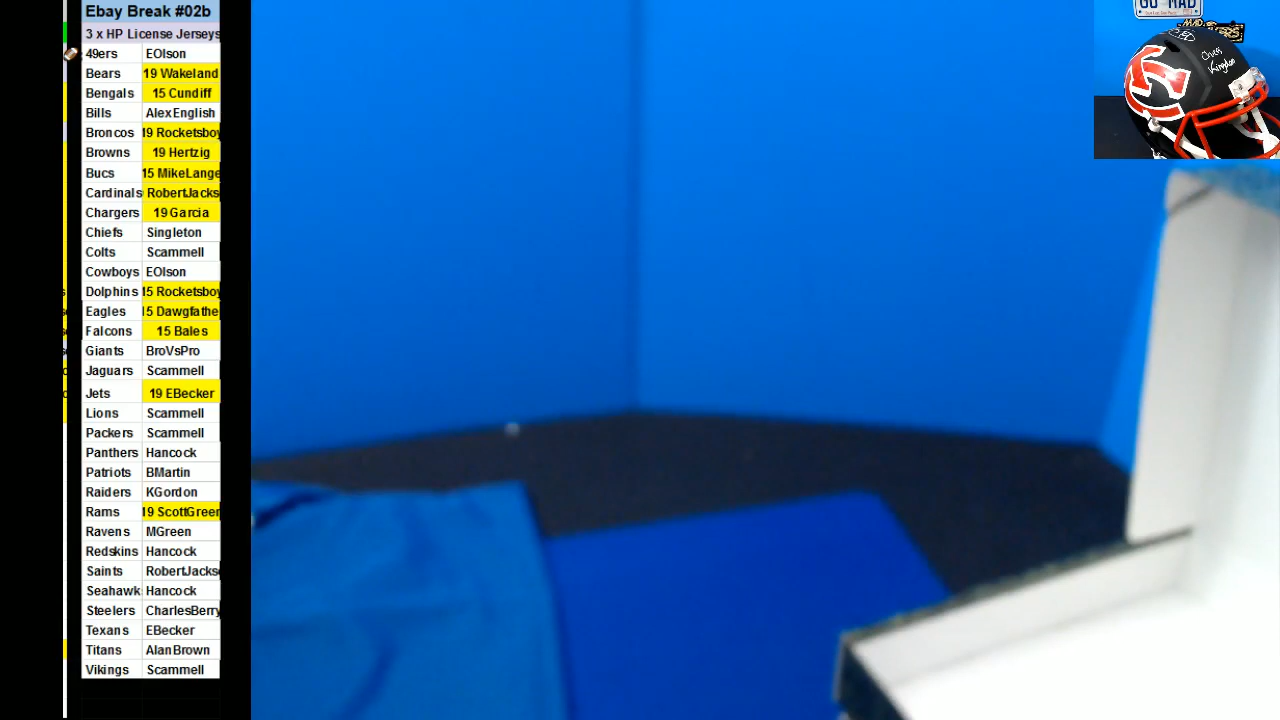 Ebay Break #02b
3 x HP License Jerseys
49ers EOlson
Bears 19 Wakeland
Bengals 15 Cundiff
Bills AlexEnglish
Broncos 19 Rocketsboy
Browns 19 Hertzig
Bucs 15 MikeLange
Cardinals RobertJacks
Chargers 19 Garcia
Chiefs Singleton
Colts Scammell
Cowboys EOlson
Dolphins 15 Rocketsboy
Eagles 15 Dawgfathe
Falcons 15 Bales
Giants BroVsPro
Jaguars Scammell
Jets 19 EBecker
Lions Scammell
Packers Scammell
Panthers Hancock
Patriots BMartin
Raiders KGordon
Rams 19 ScottGreen
Ravens MGreen
Redskins Hancock
Saints RobertJacks
Seahawk Hancock
Steelers CharlesBerry
Texans EBecker
Titans AlanBrown
Vikings Scammell
GO MAD